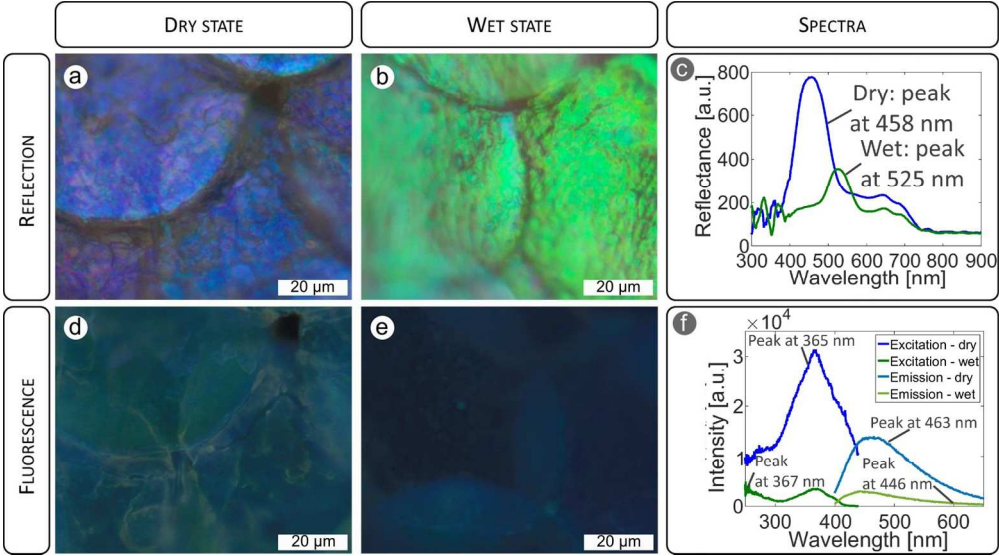 DRY STATE
WET STATE
SPECTRA
REFLECTION
a
20 µm
b
20 µm
c
800
600
400
200
0
Reflectance [a.u.]
Dry: peak
at 458 nm
Wet: peak
at 525 nm
300 400 500 600 700 800 900
Wavelength [nm]
FLUORESCENCE
d
20 µm
e
20 µm
f
×10⁴
3
2
1
0
Intensity [a.u.]
Peak at 365 nm
Excitation - dry
Excitation - wet
Emission - dry
Emission - wet
Peak at 463 nm
Peak
at 367 nm
Peak
at 446 nm
300 400 500 600
Wavelength [nm]